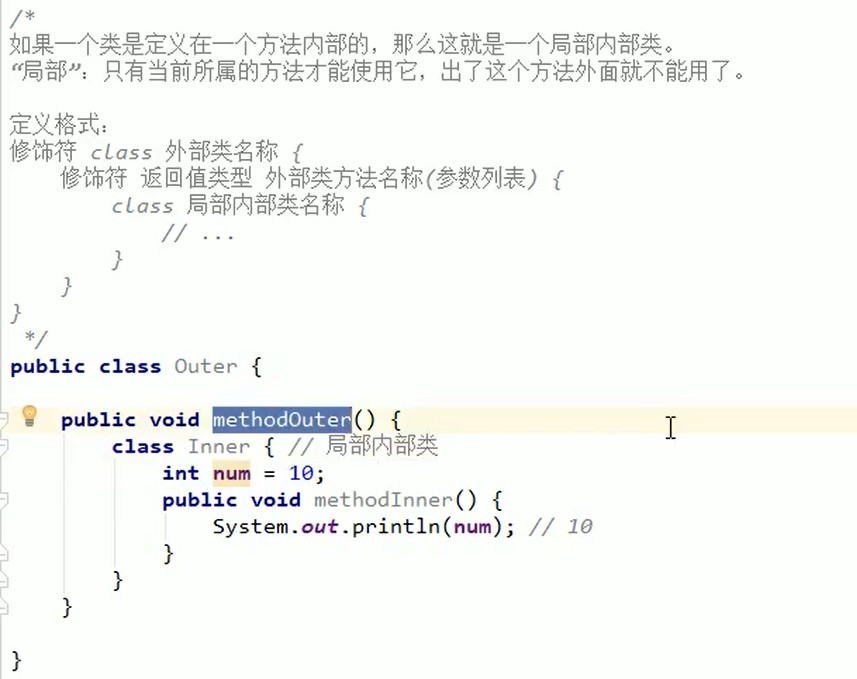 /*
如果一个类是定义在一个方法内部的，那么这就是一个局部内部类。
“局部”：只有当前所属的方法才能使用它，出了这个方法外面就不能用了。
定义格式：
修饰符 class 外部类名称 {
修饰符 返回值类型 外部类方法名称(参数列表) {
class 局部内部类名称 {
// ...
}
}
}
*/
public class Outer {
public void methodOuter() {
class Inner { // 局部内部类
int num = 10;
public void methodInner() {
System.out.println(num); // 10
}
}
}
}